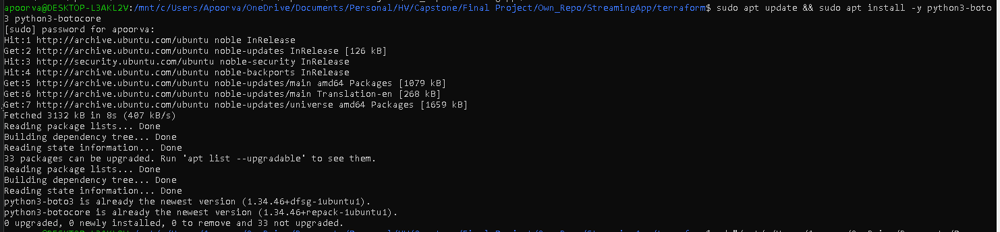 apoorva@DESKTOP-L3AKL2V:/mnt/c/Users/Apoorva/OneDrive/Documents/Personal/HV/Capstone/Final Project/Own_Repo/StreamingApp/terraform$ sudo apt update && sudo apt install -y python3-boto
3 python3-botocore
[sudo] password for apoorva:
Hit:1 http://archive.ubuntu.com/ubuntu noble InRelease
Get:2 http://archive.ubuntu.com/ubuntu noble-updates InRelease [126 kB]
Hit:3 http://security.ubuntu.com/ubuntu noble-security InRelease
Hit:4 http://archive.ubuntu.com/ubuntu noble-backports InRelease
Get:5 http://archive.ubuntu.com/ubuntu noble-updates/main amd64 Packages [1079 kB]
Get:6 http://archive.ubuntu.com/ubuntu noble-updates/main Translation-en [268 kB]
Get:7 http://archive.ubuntu.com/ubuntu noble-updates/universe amd64 Packages [1659 kB]
Fetched 3132 kB in 8s (407 kB/s)
Reading package lists... Done
Building dependency tree... Done
Reading state information... Done
33 packages can be upgraded. Run 'apt list --upgradable' to see them.
Reading package lists... Done
Building dependency tree... Done
Reading state information... Done
python3-boto3 is already the newest version (1.34.46+dfsg-1ubuntu1).
python3-botocore is already the newest version (1.34.46+repack-1ubuntu1).
0 upgraded, 0 newly installed, 0 to remove and 33 not upgraded.